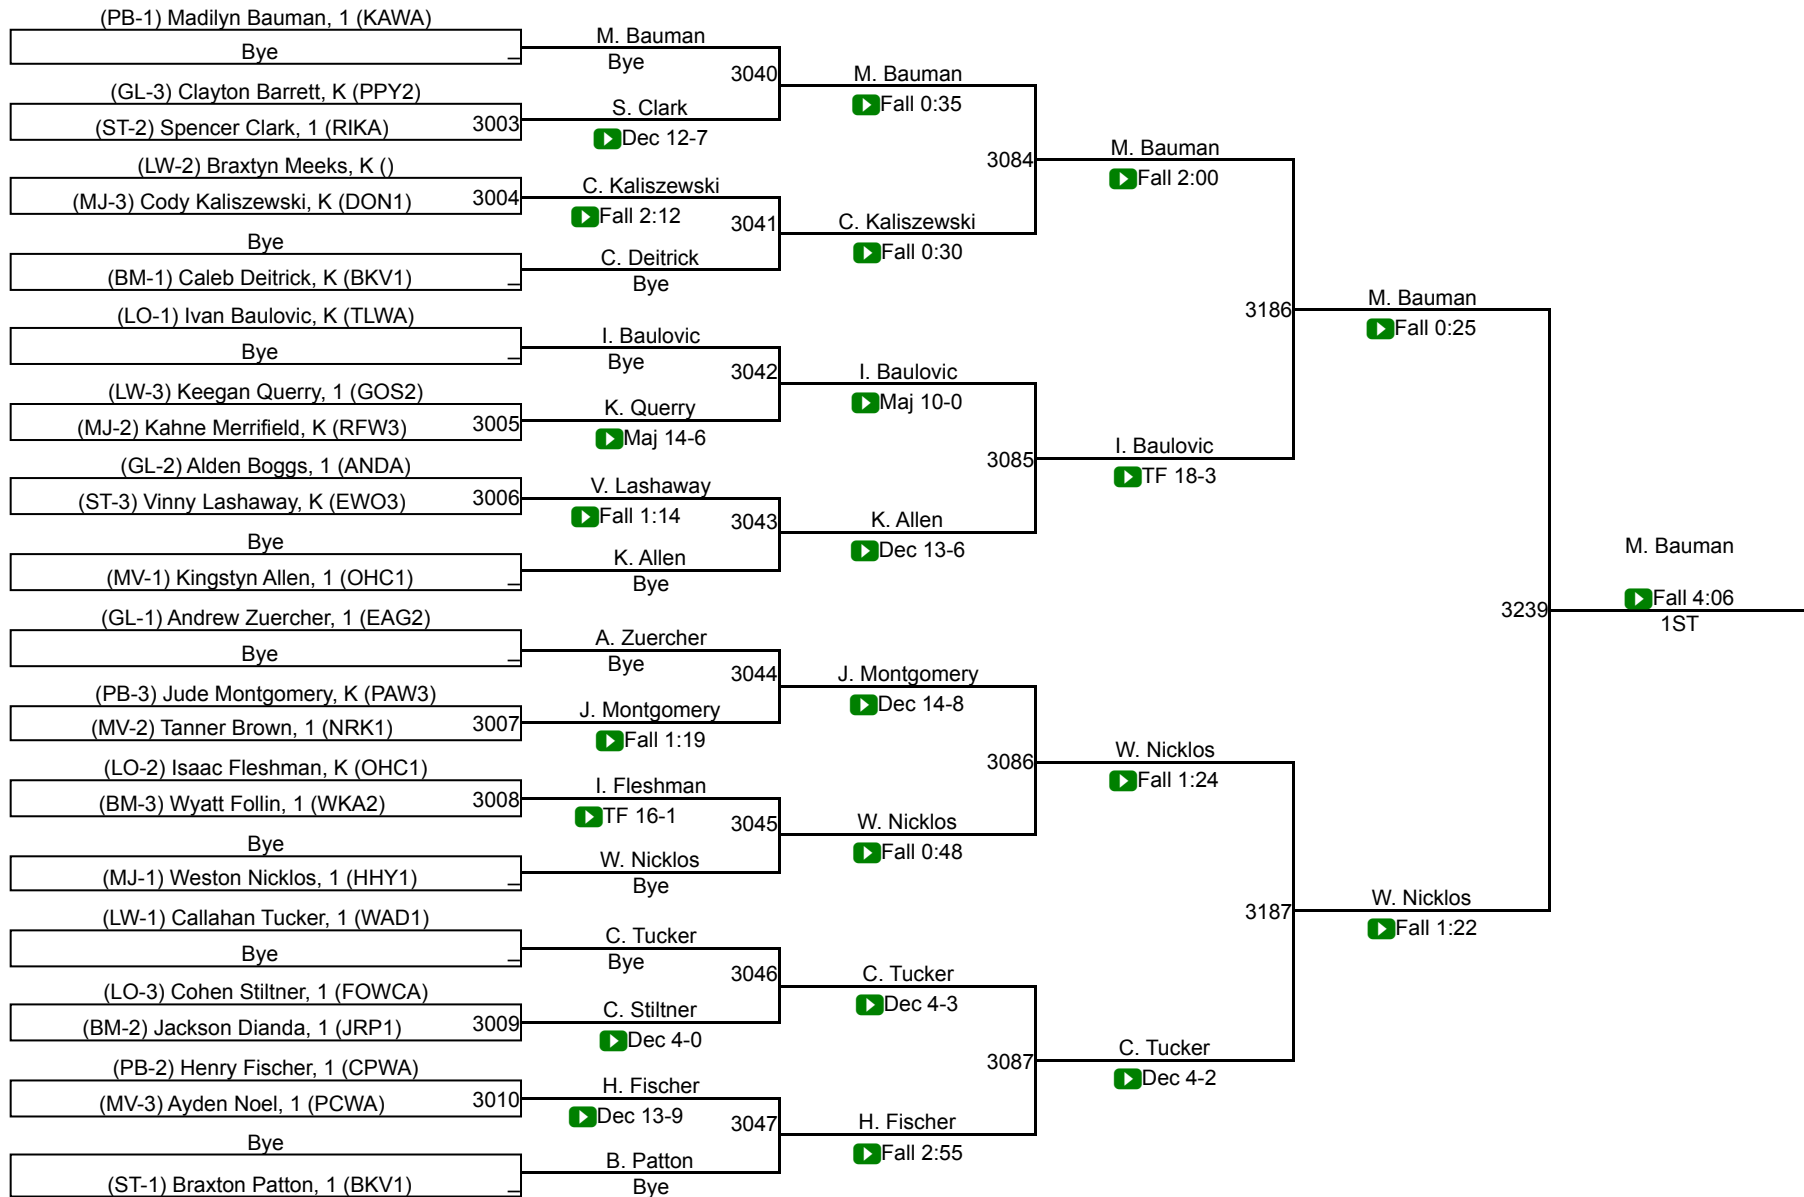 (PB-1) Madilyn Bauman, 1 (KAWA)
Bye
(GL-3) Clayton Barrett, K (PPY2)
(ST-2) Spencer Clark, 1 (RIKA)
3003
(LW-2) Braxtyn Meeks, K ()
(MJ-3) Cody Kaliszewski, K (DON1)
3004
Bye
(BM-1) Caleb Deitrick, K (BKV1)
(LO-1) Ivan Baulovic, K (TLWA)
Bye
(LW-3) Keegan Querry, 1 (GOS2)
(MJ-2) Kahne Merrifield, K (RFW3)
3005
(GL-2) Alden Boggs, 1 (ANDA)
(ST-3) Vinny Lashaway, K (EWO3)
3006
Bye
(MV-1) Kingstyn Allen, 1 (OHC1)
(GL-1) Andrew Zuercher, 1 (EAG2)
Bye
(PB-3) Jude Montgomery, K (PAW3)
(MV-2) Tanner Brown, 1 (NRK1)
3007
(LO-2) Isaac Fleshman, K (OHC1)
(BM-3) Wyatt Follin, 1 (WKA2)
3008
Bye
(MJ-1) Weston Nicklos, 1 (HHY1)
(LW-1) Callahan Tucker, 1 (WAD1)
Bye
(LO-3) Cohen Stiltner, 1 (FOWCA)
(BM-2) Jackson Dianda, 1 (JRP1)
3009
(PB-2) Henry Fischer, 1 (CPWA)
(MV-3) Ayden Noel, 1 (PCWA)
3010
Bye
(ST-1) Braxton Patton, 1 (BKV1)
M. Bauman
Bye
3040
S. Clark
Dec 12-7
C. Kaliszewski
Fall 2:12
3041
C. Deitrick
Bye
I. Baulovic
Bye
3042
K. Querry
Maj 14-6
V. Lashaway
Fall 1:14
3043
K. Allen
Bye
A. Zuercher
Bye
3044
J. Montgomery
Fall 1:19
I. Fleshman
TF 16-1
3045
W. Nicklos
Bye
C. Tucker
Bye
3046
C. Stiltner
Dec 4-0
H. Fischer
Dec 13-9
3047
B. Patton
Bye
M. Bauman
Fall 0:35
3084
C. Kaliszewski
Fall 0:30
I. Baulovic
Maj 10-0
3085
K. Allen
Dec 13-6
J. Montgomery
Dec 14-8
3086
W. Nicklos
Fall 0:48
C. Tucker
Dec 4-3
3087
H. Fischer
Fall 2:55
M. Bauman
Fall 2:00
3186
I. Baulovic
TF 18-3
W. Nicklos
Fall 1:24
3187
C. Tucker
Dec 4-2
M. Bauman
Fall 0:25
3239
W. Nicklos
Fall 1:22
M. Bauman
Fall 4:06
1ST